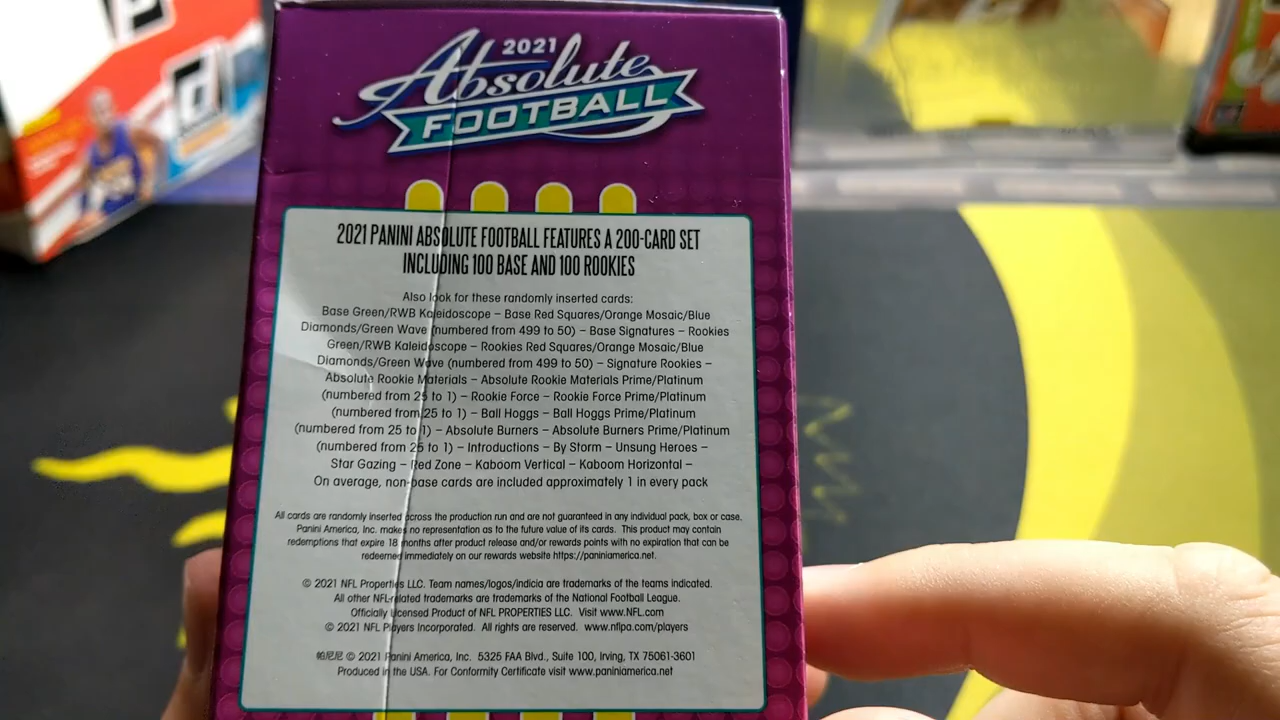 2021
Absolute
FOOTBALL
2021 PANINI ABSOLUTE FOOTBALL FEATURES A 200-CARD SET
INCLUDING 100 BASE AND 100 ROOKIES
Also look for these randomly inserted cards:
Base Green/RWB Kaleidoscope – Base Red Squares/Orange Mosaic/Blue
Diamonds/Green Wave (numbered from 499 to 50) – Base Signatures – Rookies
Green/RWB Kaleidoscope – Rookies Red Squares/Orange Mosaic/Blue
Diamonds/Green Wave (numbered from 499 to 50) – Signature Rookies –
Absolute Rookie Materials – Absolute Rookie Materials Prime/Platinum
(numbered from 25 to 1) – Rookie Force – Rookie Force Prime/Platinum
(numbered from 25 to 1) – Ball Hoggs – Ball Hoggs Prime/Platinum
(numbered from 25 to 1) – Absolute Burners – Absolute Burners Prime/Platinum
(numbered from 25 to 1) – Introductions – By Storm – Unsung Heroes –
Star Gazing – Red Zone – Kaboom Vertical – Kaboom Horizontal –
On average, non-base cards are included approximately 1 in every pack
All cards are randomly inserted across the production run and are not guaranteed in any individual pack, box or case.
Panini America, Inc. makes no representation as to the future value of its cards. This product may contain
redemptions that expire 18 months after product release and/or rewards points with no expiration that can be
redeemed immediately on our rewards website https://paniniamerica.net.
© 2021 NFL Properties LLC. Team names/logos/indicia are trademarks of the teams indicated.
All other NFL-related trademarks are trademarks of the National Football League.
Officially Licensed Product of NFL PROPERTIES LLC. Visit www.NFL.com
© 2021 NFL Players Incorporated. All rights are reserved. www.nflpa.com/players
帕尼尼 © 2021 Panini America, Inc. 5325 FAA Blvd., Suite 100, Irving, TX 75061-3601
Produced in the USA. For Conformity Certificate visit www.paniniamerica.net